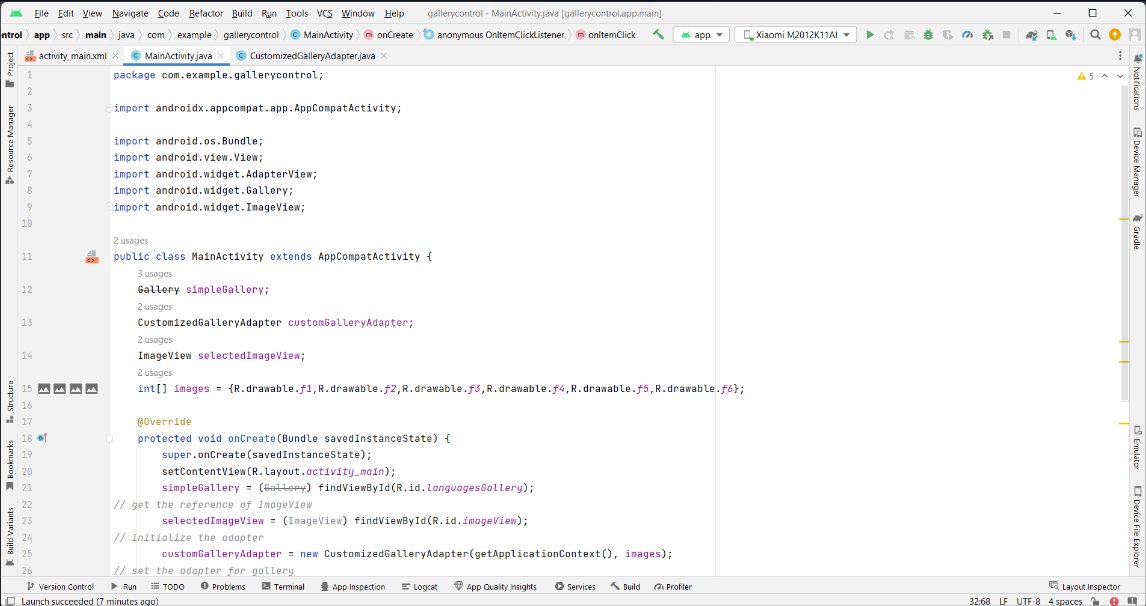 File Edit View Navigate Code Refactor Build Run Tools VCS Window Help gallerycontrol - MainActivity.java [gallerycontrol.app.main]
ntrol app src main java com example gallerycontrol MainActivity onCreate anonymous OnItemClickListener onItemClick app Xiaomi M2012K11AI
activity_main.xml MainActivity.java CustomizedGalleryAdapter.java
Project
Resource Manager
Structure
Bookmarks
Build Variants
1 package com.example.gallerycontrol;
2
3 import androidx.appcompat.app.AppCompatActivity;
4
5 import android.os.Bundle;
6 import android.view.View;
7 import android.widget.AdapterView;
8 import android.widget.Gallery;
9 import android.widget.ImageView;
10
2 usages
11 public class MainActivity extends AppCompatActivity {
3 usages
12 Gallery simpleGallery;
2 usages
13 CustomizedGalleryAdapter customGalleryAdapter;
2 usages
14 ImageView selectedImageView;
2 usages
15 int[] images = {R.drawable.f1,R.drawable.f2,R.drawable.f3,R.drawable.f4,R.drawable.f5,R.drawable.f6};
16
17 @Override
18 protected void onCreate(Bundle savedInstanceState) {
19 super.onCreate(savedInstanceState);
20 setContentView(R.layout.activity_main);
21 simpleGallery = (Gallery) findViewById(R.id.languagesGallery);
22 // get the reference of ImageView
23 selectedImageView = (ImageView) findViewById(R.id.imageView);
24 // initialize the adapter
25 customGalleryAdapter = new CustomizedGalleryAdapter(getApplicationContext(), images);
26 // set the adapter for gallery
5
Notifications
Device Manager
Gradle
Emulator
Device File Explorer
Version Control Run TODO Problems Terminal App Inspection Logcat App Quality Insights Services Build Profiler Layout Inspector
Launch succeeded (7 minutes ago) 32:68 LF UTF-8 4 spaces